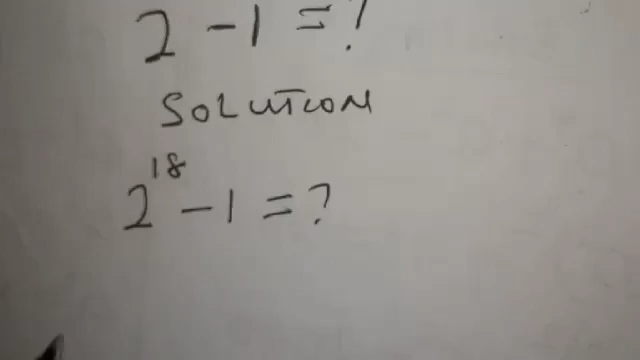 2 - 1 = ?
SOLUTION
2^18 - 1 = ?